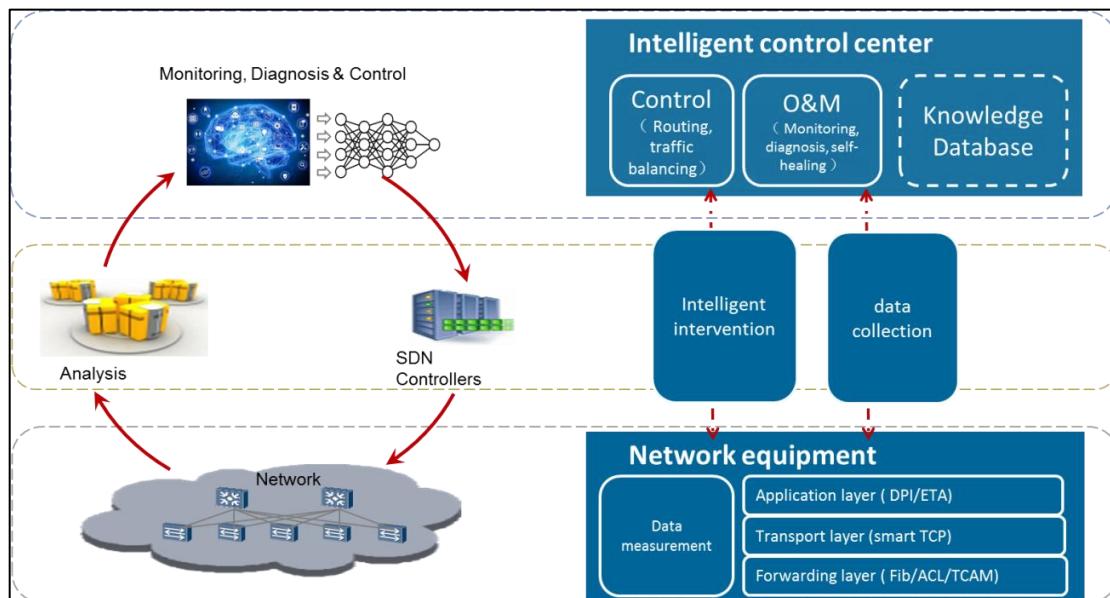 Monitoring, Diagnosis & Control
Analysis
SDN
Controllers
Network
Intelligent control center
Control
（ Routing,
traffic
balancing）
O&M
（ Monitoring,
diagnosis, self-
healing ）
Knowledge
Database
Intelligent
intervention
data
collection
Network equipment
Data
measurement
Application layer ( DPI/ETA)
Transport layer (smart TCP)
Forwarding layer ( Fib/ACL/TCAM)